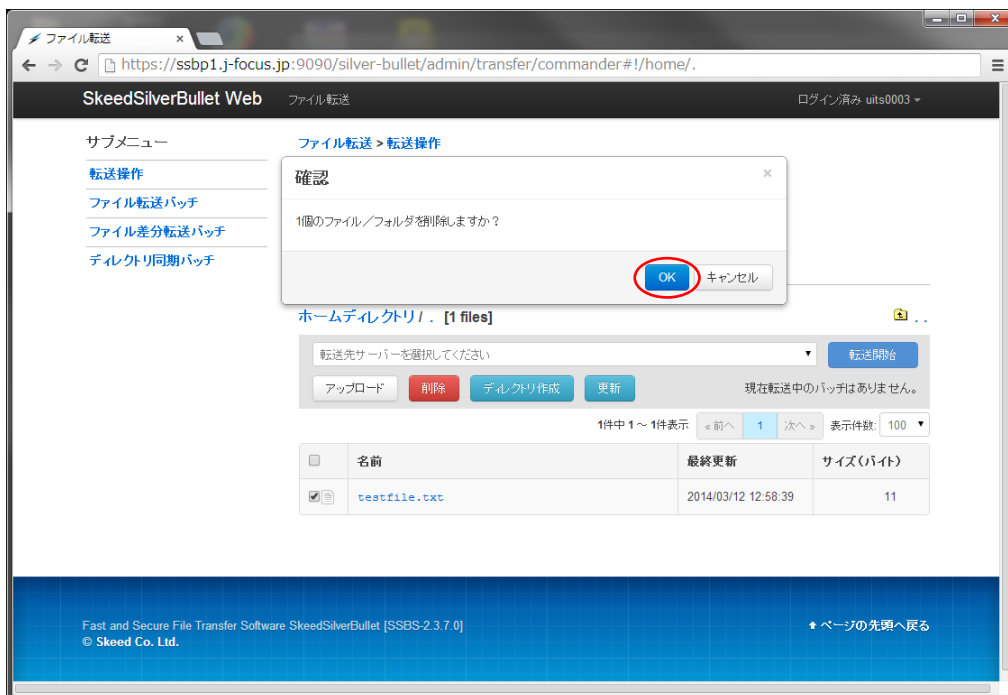 ファイル転送 ×
https://ssbp1.j-focus.jp:9090/silver-bullet/admin/transfer/commander#!/home/.
SkeedSilverBullet Web ファイル転送 ログイン済み uits0003
サブメニュー
転送操作
ファイル転送バッチ
ファイル差分転送バッチ
ディレクトリ同期バッチ
ファイル転送 > 転送操作
確認 ×
1個のファイル／フォルダを削除しますか？
OK キャンセル
ホームディレクトリ / . [1 files] ..
転送先サーバーを選択してください 転送開始
アップロード 削除 ディレクトリ作成 更新 現在転送中のバッチはありません。
1件中 1 ～ 1件表示 «前へ 1 次へ» 表示件数: 100
名前 最終更新 サイズ(バイト)
testfile.txt 2014/03/12 12:58:39 11
Fast and Secure File Transfer Software SkeedSilverBullet [SSBS-2.3.7.0]
© Skeed Co. Ltd.
ページの先頭へ戻る